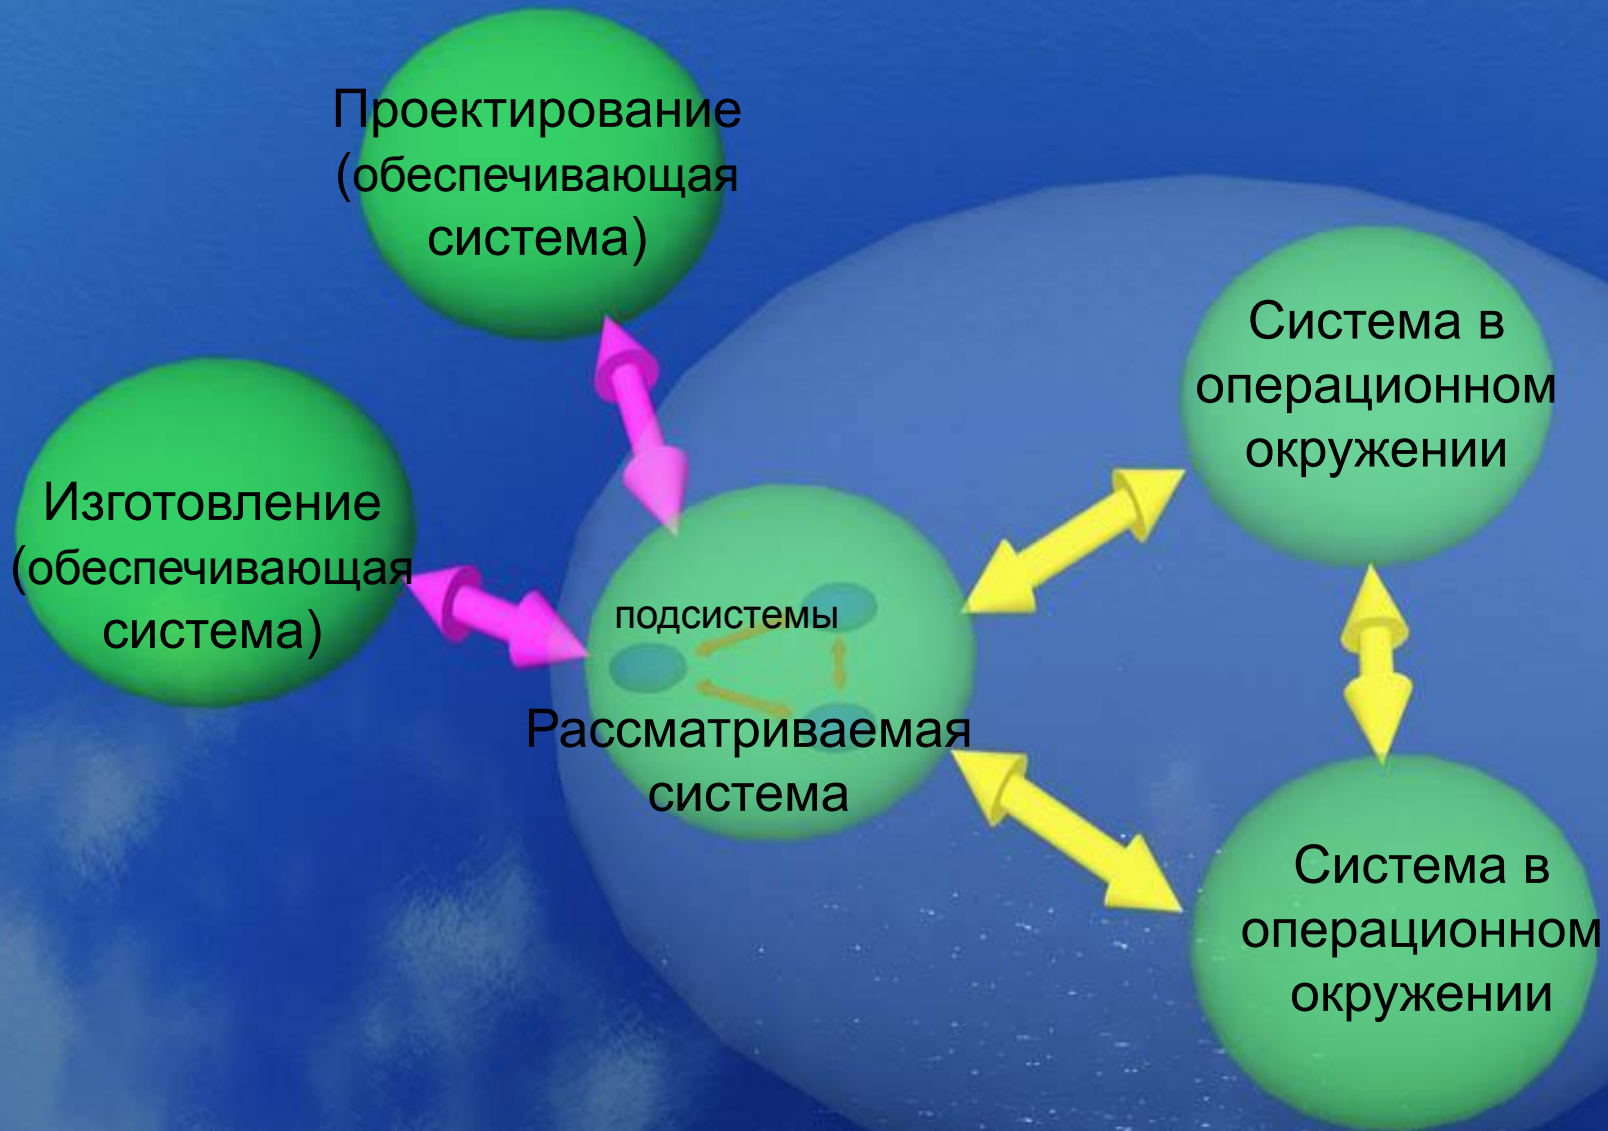 Проектирование
(обеспечивающая
система)
Изготовление
(обеспечивающая
система)
подсистемы
Рассматриваемая
система
Система в
операционном
окружении
Система в
операционном
окружении